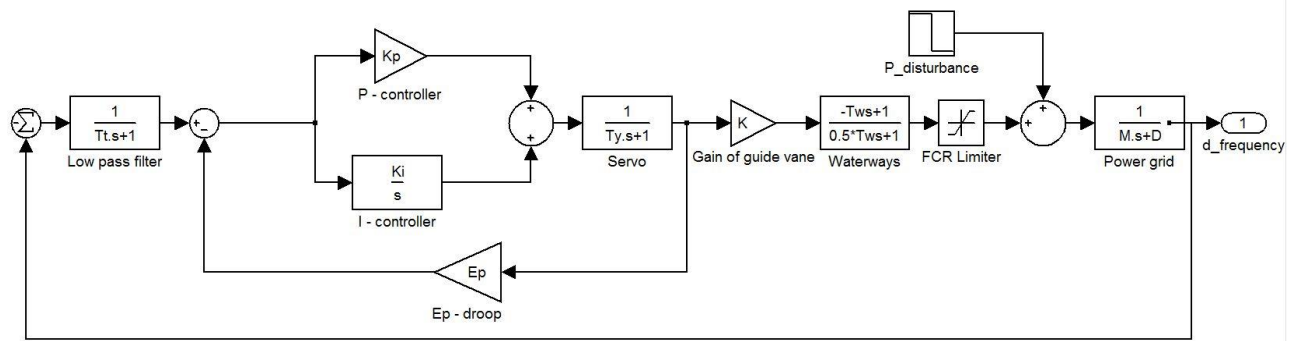 Kp
P - controller
P_disturbance
-
Σ
1
Tt.s+1
Low pass filter
+
-
+
+
1
Ty.s+1
Servo
K
Gain of guide vane
-Tws+1
0.5*Tws+1
Waterways
FCR Limiter
+
+
1
M.s+D
Power grid
1
d_frequency
Ki
s
I - controller
Ep
Ep - droop